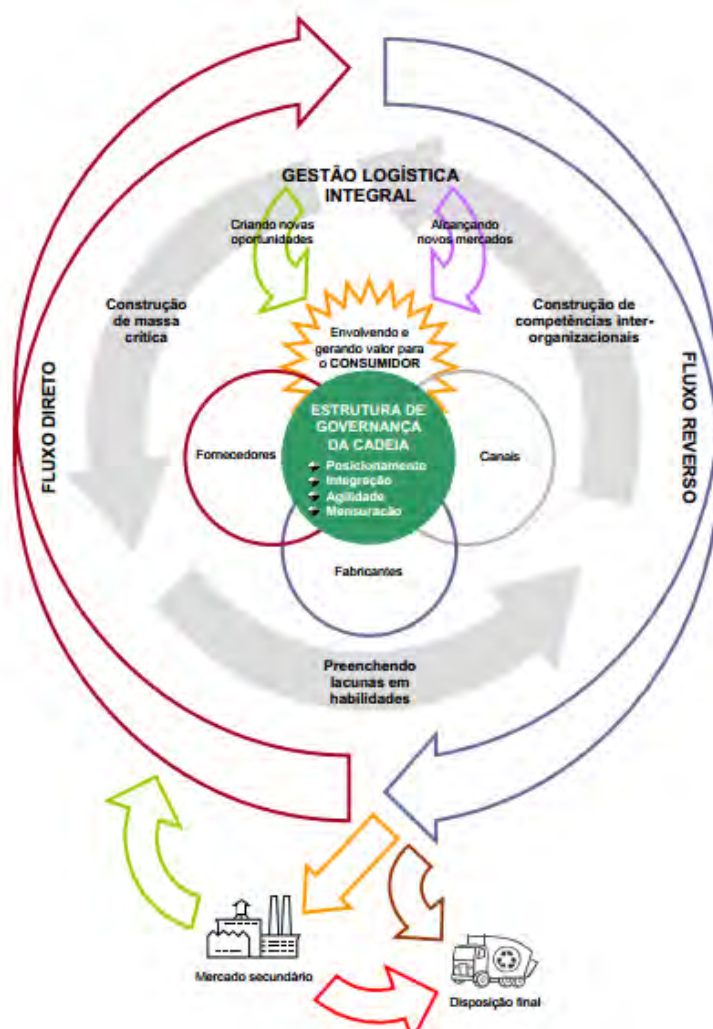 GESTÃO LOGÍSTICA
INTEGRAL
Criando novas
oportunidades
Alcançando
novos mercados
Construção
de massa
crítica
Construção de
competências inter-
organizacionais
Envolvendo e
gerando valor para
o CONSUMIDOR
FLUXO DIRETO
FLUXO REVERSO
ESTRUTURA DE
GOVERNANÇA
DA CADEIA
Posicionamento
Integração
Agilidade
Mensuração
Fornecedores
Canais
Fabricantes
Preenchendo
lacunas em
habilidades
Mercado secundário
Disposição final